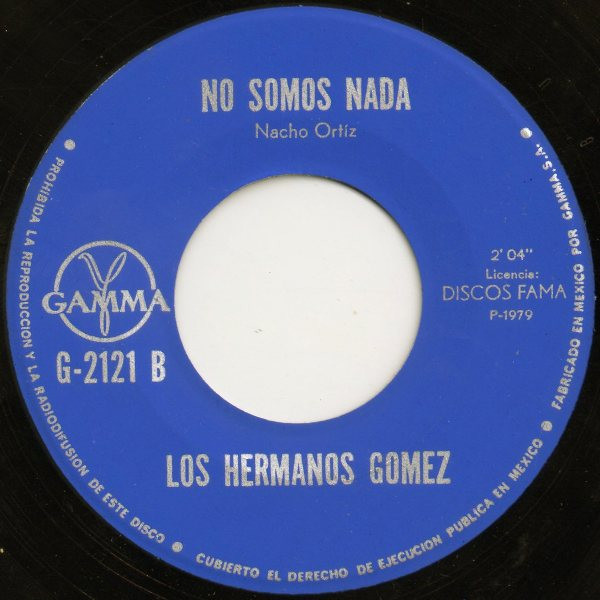 NO SOMOS NADA
Nacho Ortíz
GAMMA
G-2121 B
2' 04"
Licencia:
DISCOS FAMA
P-1979
LOS HERMANOS GOMEZ
PROHIBIDA LA REPRODUCCION Y LA RADIODIFUSION DE ESTE DISCO
CUBIERTO EL DERECHO DE EJECUCION PUBLICA EN MEXICO
FABRICADO EN MEXICO POR GAMMA, S.A.